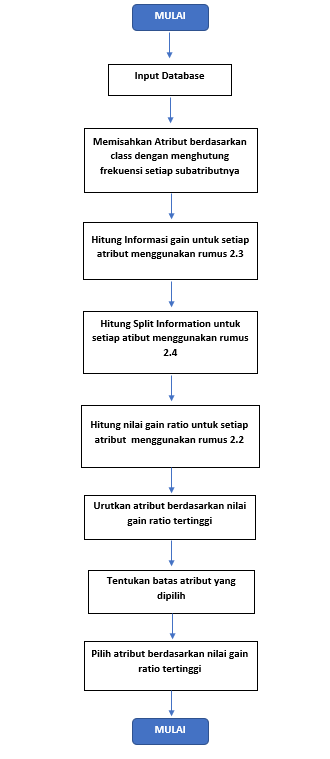 MULAI
Input Database
Memisahkan Atribut berdasarkan
class dengan menghutung
frekuensi setiap subatributnya
Hitung Informasi gain untuk setiap
atribut menggunakan rumus 2.3
Hitung Split Information untuk
setiap atibut menggunakan rumus
2.4
Hitung nilai gain ratio untuk setiap
atribut menggunakan rumus 2.2
Urutkan atribut berdasarkan nilai
gain ratio tertinggi
Tentukan batas atribut yang
dipilih
Pilih atribut berdasarkan nilai gain
ratio tertinggi
MULAI